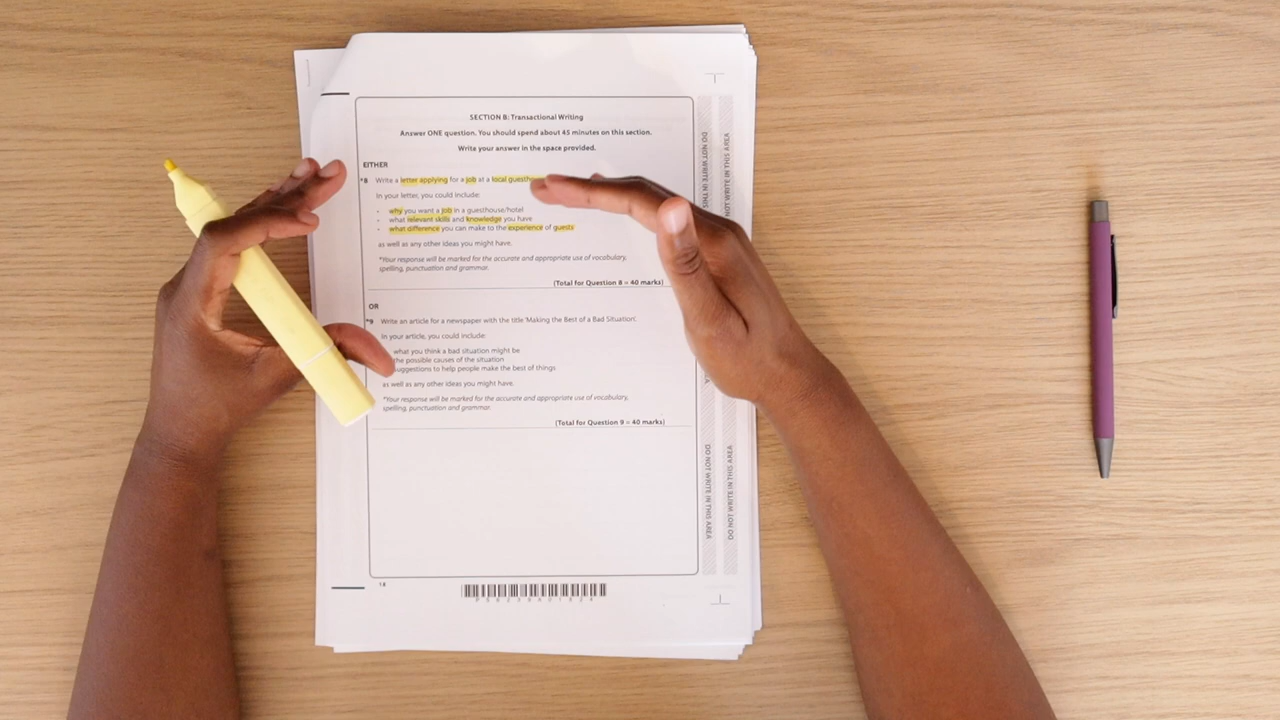 SECTION B: Transactional Writing
Answer ONE question. You should spend about 45 minutes on this section.
Write your answer in the space provided.
EITHER
*8 Write a letter applying for a job at a local guesthouse
In your letter, you could include:
• why you want a job in a guesthouse/hotel
• what relevant skills and knowledge you have
• what difference you can make to the experience of guests
as well as any other ideas you might have.
*Your response will be marked for the accurate and appropriate use of vocabulary,
spelling, punctuation and grammar.
(Total for Question 8 = 40 marks)
OR
*9 Write an article for a newspaper with the title 'Making the Best of a Bad Situation'.
In your article, you could include:
what you think a bad situation might be
the possible causes of the situation
suggestions to help people make the best of things
as well as any other ideas you might have.
*Your response will be marked for the accurate and appropriate use of vocabulary,
spelling, punctuation and grammar.
(Total for Question 9 = 40 marks)
18
DO NOT WRITE IN THIS
NOT WRITE IN THIS AREA
DO NOT WRITE IN THIS AREA
DO NOT WRITE IN THIS AREA